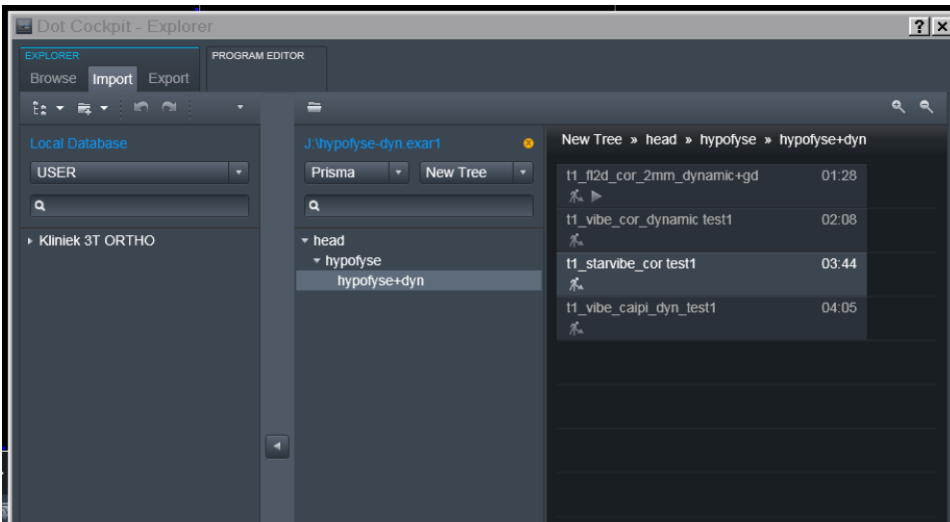 Dot Cockpit - Explorer
EXPLORER
PROGRAM EDITOR
Browse Import Export
Local Database
USER
Kliniek 3T ORTHO
J:\hypofyse-dyn.exar1
Prisma New Tree
head
hypofyse
hypofyse+dyn
New Tree » head » hypofyse » hypofyse+dyn
t1_fl2d_cor_2mm_dynamic+gd 01:28
t1_vibe_cor_dynamic test1 02:08
t1_starvibe_cor test1 03:44
t1_vibe_caipi_dyn_test1 04:05